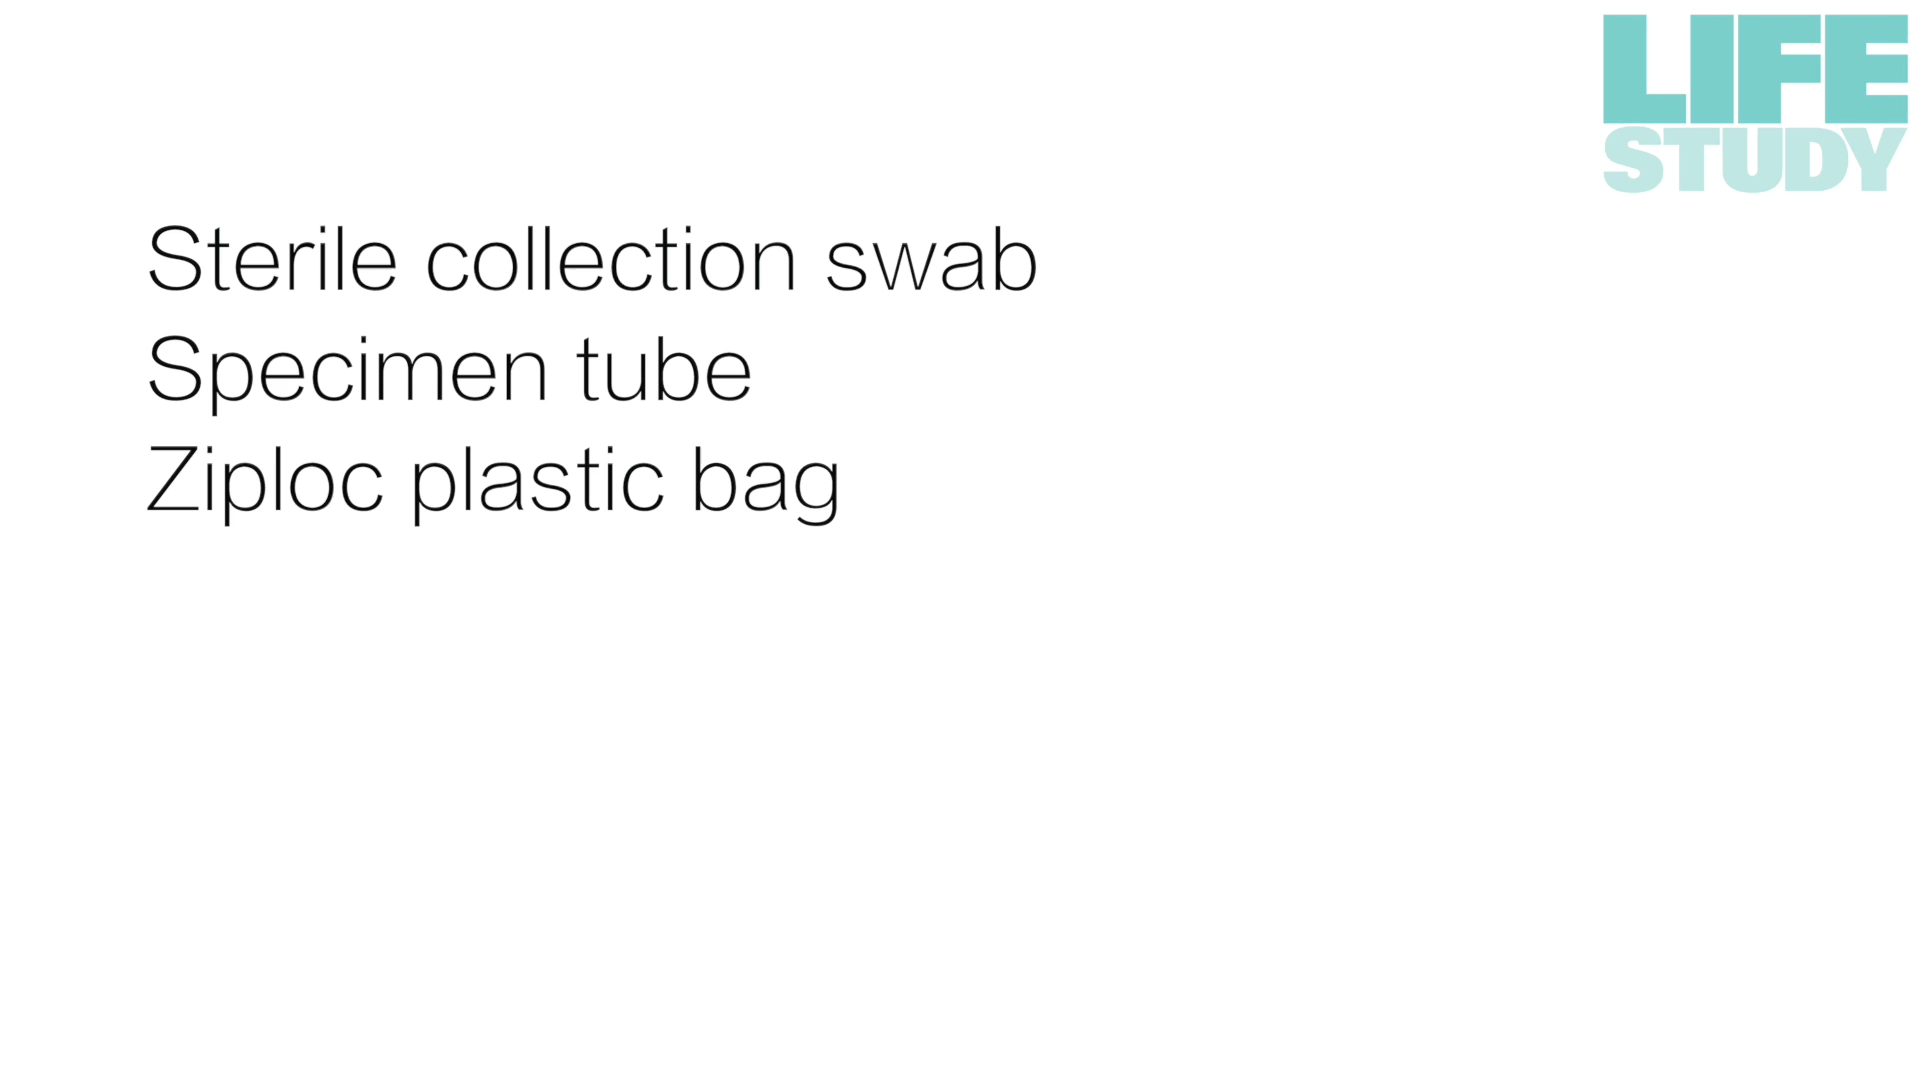 LIFE
STUDY
Sterile collection swab
Specimen tube
Ziploc plastic bag